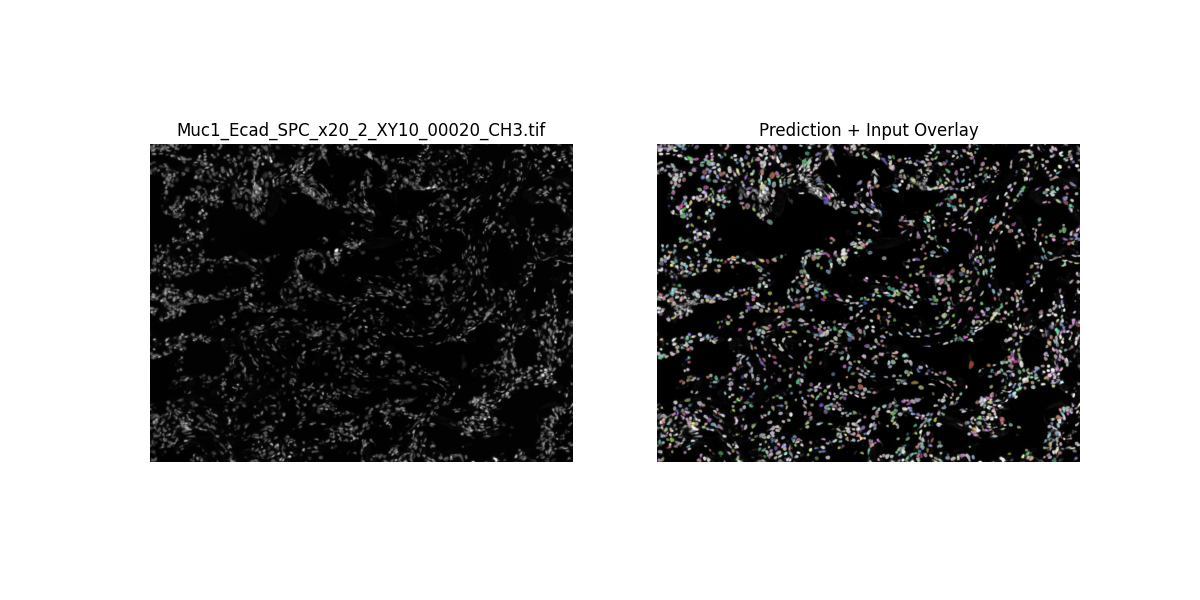 Muc1_Ecad_SPC_x20_2_XY10_00020_CH3.tif
Prediction + Input Overlay